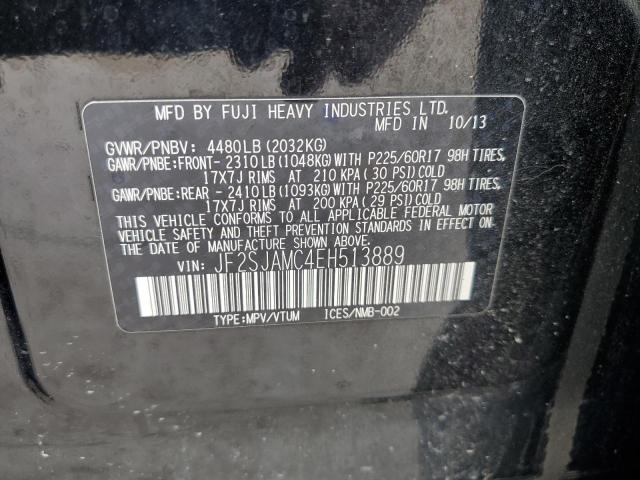 MFD BY FUJI HEAVY INDUSTRIES LTD.
MFD IN 10/13
GVWR/PNBV: 4480LB (2032KG)
GAWR/PNBE:FRONT- 2310LB (1048KG) WITH P225/60R17 98H TIRES,
17X7J RIMS AT 210 KPA (30 PSI) COLD
GAWR/PNBE:REAR - 2410LB (1093KG) WITH P225/60R17 98H TIRES,
17X7J RIMS AT 200 KPA (29 PSI) COLD
THIS VEHICLE CONFORMS TO ALL APPLICABLE FEDERAL MOTOR
VEHICLE SAFETY AND THEFT PREVENTION STANDARDS IN EFFECT ON
THE DATE OF MANUFACTURE SHOWN ABOVE.
VIN: JF2SJAMC4EH513889
TYPE:MPV/VTUM ICES/NMB-002